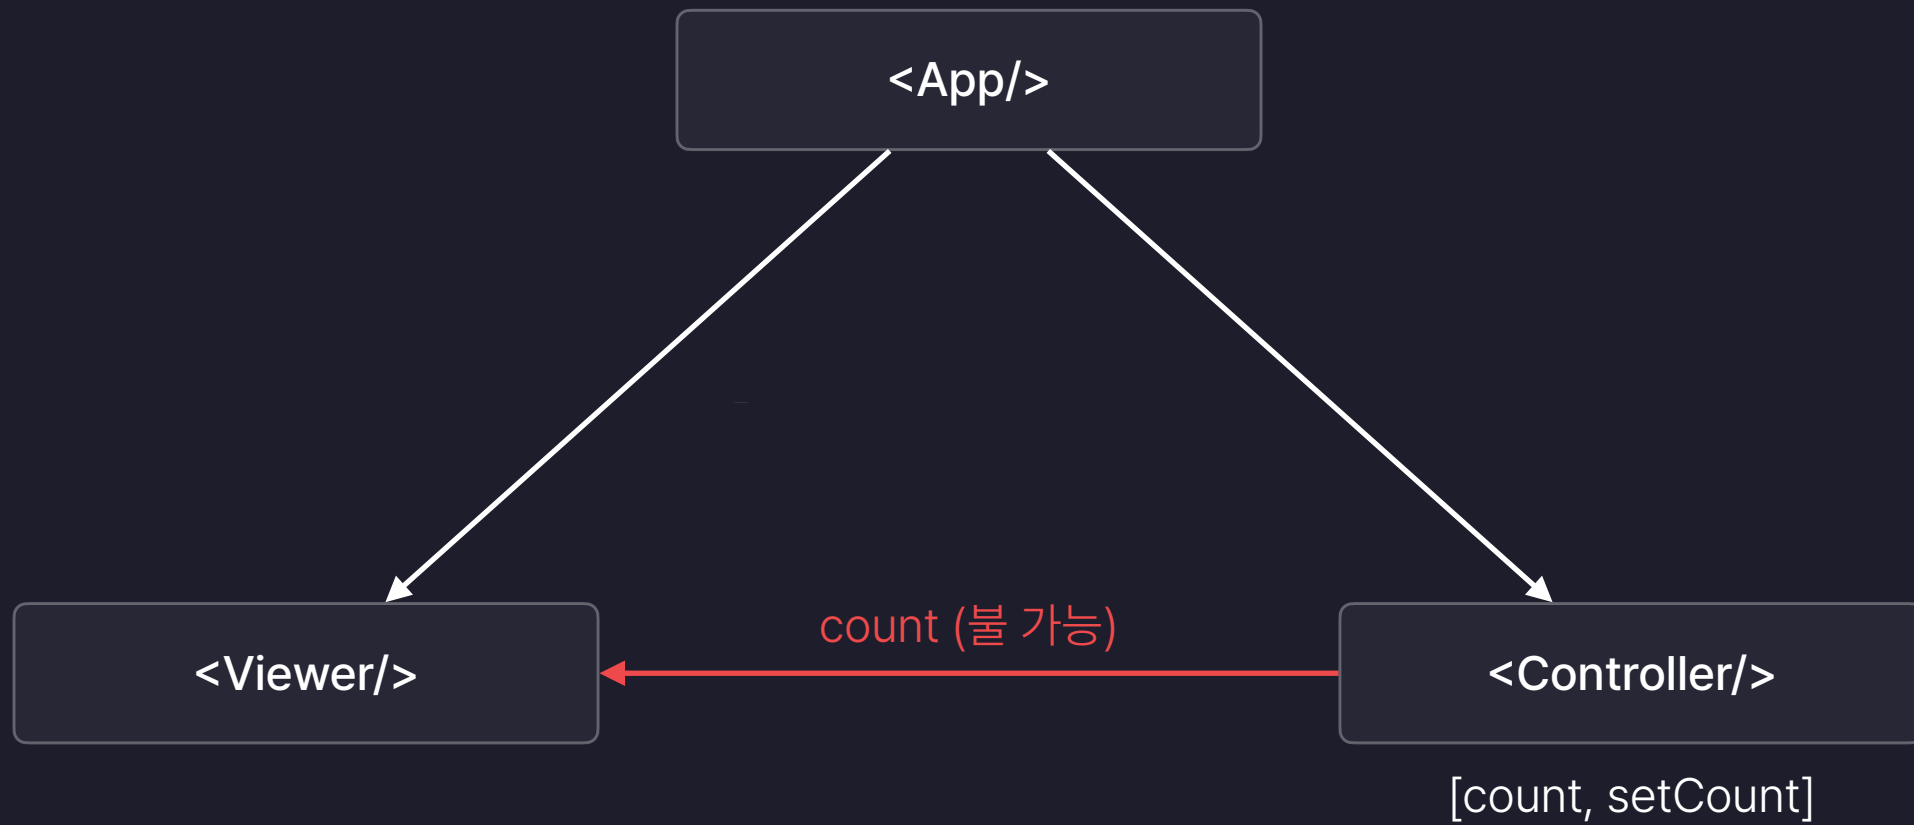 <App/>
count (불 가능)
<Viewer/>
<Controller/>
[count, setCount]